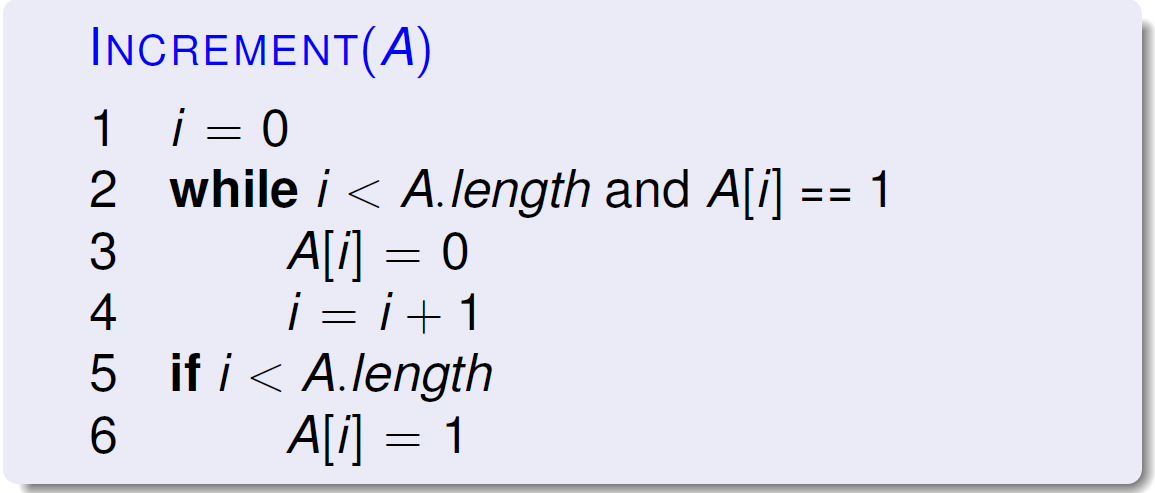 INCREMENT(A)
1 i = 0
2 while i < A.length and A[i] == 1
3 A[i] = 0
4 i = i + 1
5 if i < A.length
6 A[i] = 1